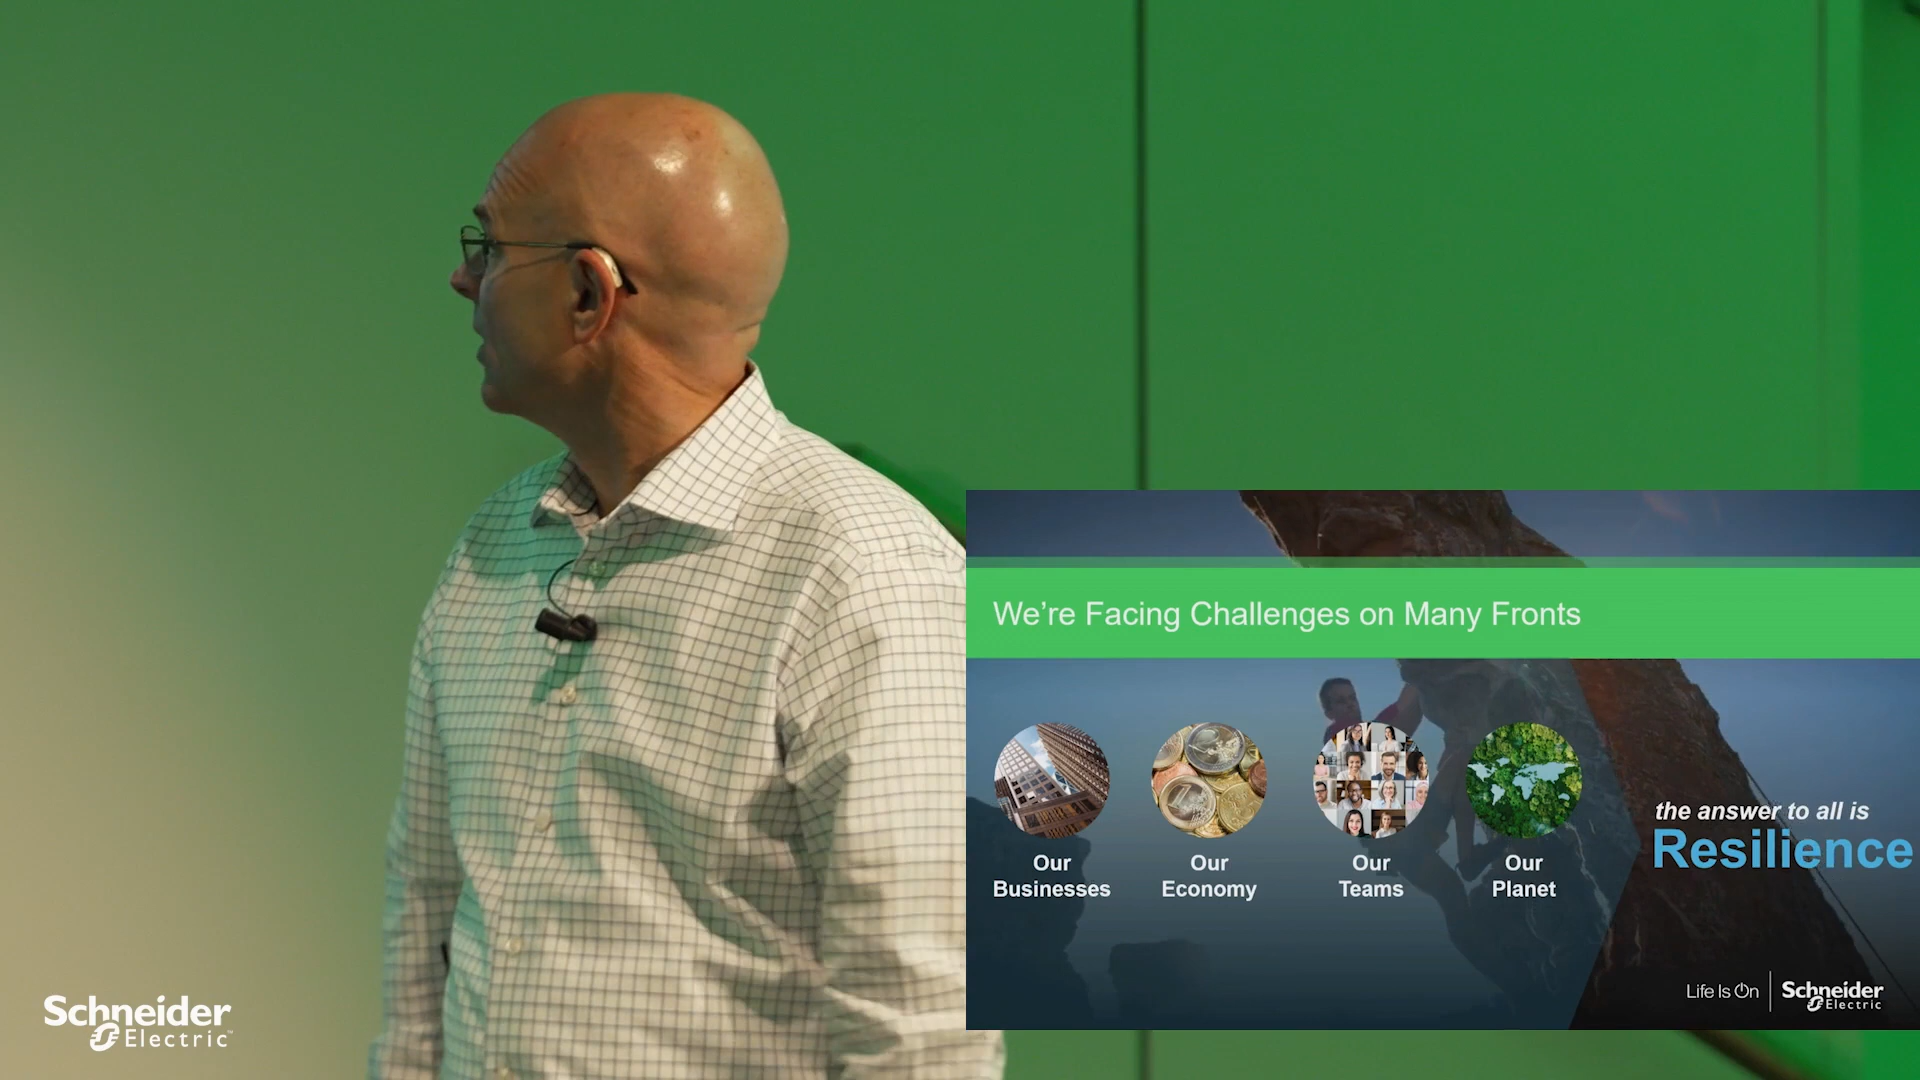 We're Facing Challenges on Many Fronts
Our
Businesses
Our
Economy
Our
Teams
Our
Planet
the answer to all is
Resilience
Life Is On
Schneider
Electric
Schneider
Electric™